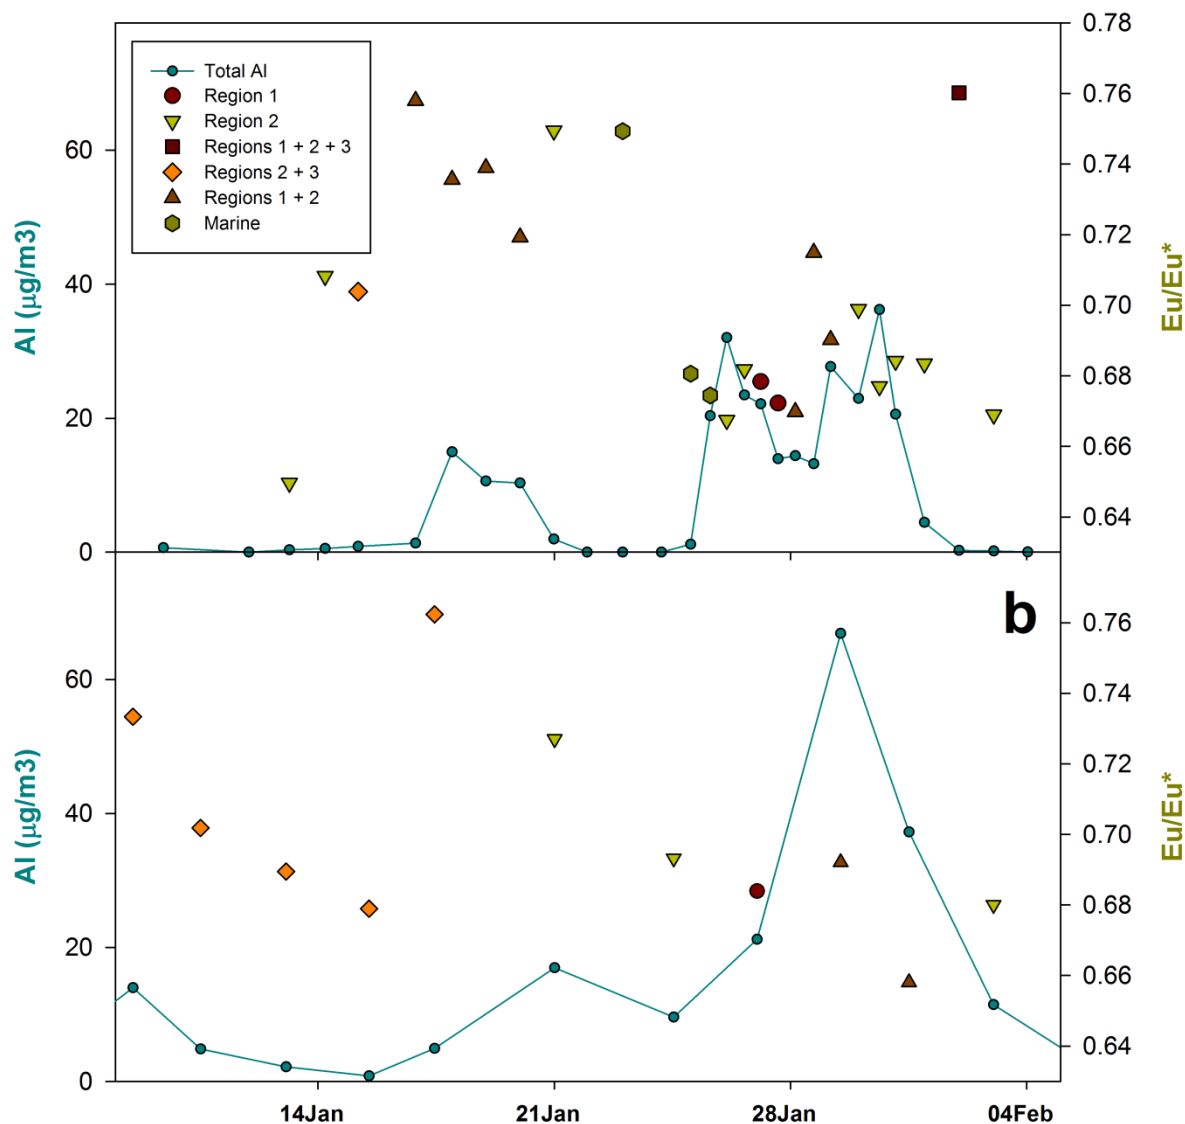 0.78
0.76
0.74
0.72
0.70
0.68
0.66
0.64
60
40
20
0
Al (μg/m3)
Eu/Eu*
Total Al
Region 1
Region 2
Regions 1 + 2 + 3
Regions 2 + 3
Regions 1 + 2
Marine
b
0.76
0.74
0.72
0.70
0.68
0.66
0.64
60
40
20
0
Al (μg/m3)
Eu/Eu*
14Jan
21Jan
28Jan
04Feb